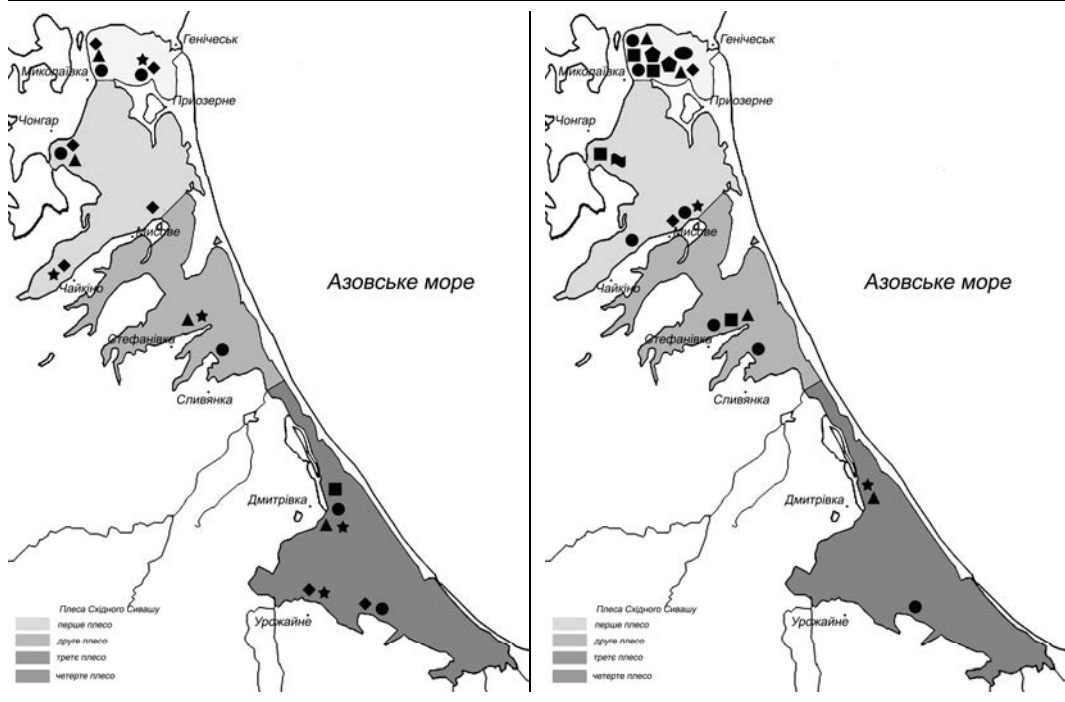 Генічеськ
Миколаївка
Приозерне
Чонгар
Мисове
Чайкіно
Азовське море
Стефанівка
Сливянка
Дмитрівка
Плеса Східного Сивашу
Урожайне
перше плесо
друге плесо
третє плесо
четерте плесо
Генічеськ
Миколаївка
Приозерне
Чонгар
Мисове
Чайкіно
Азовське море
Стефанівка
Сливянка
Дмитрівка
Плеса Східного Сивашу
Урожайне
перше плесо
друге плесо
третє плесо
четерте плесо